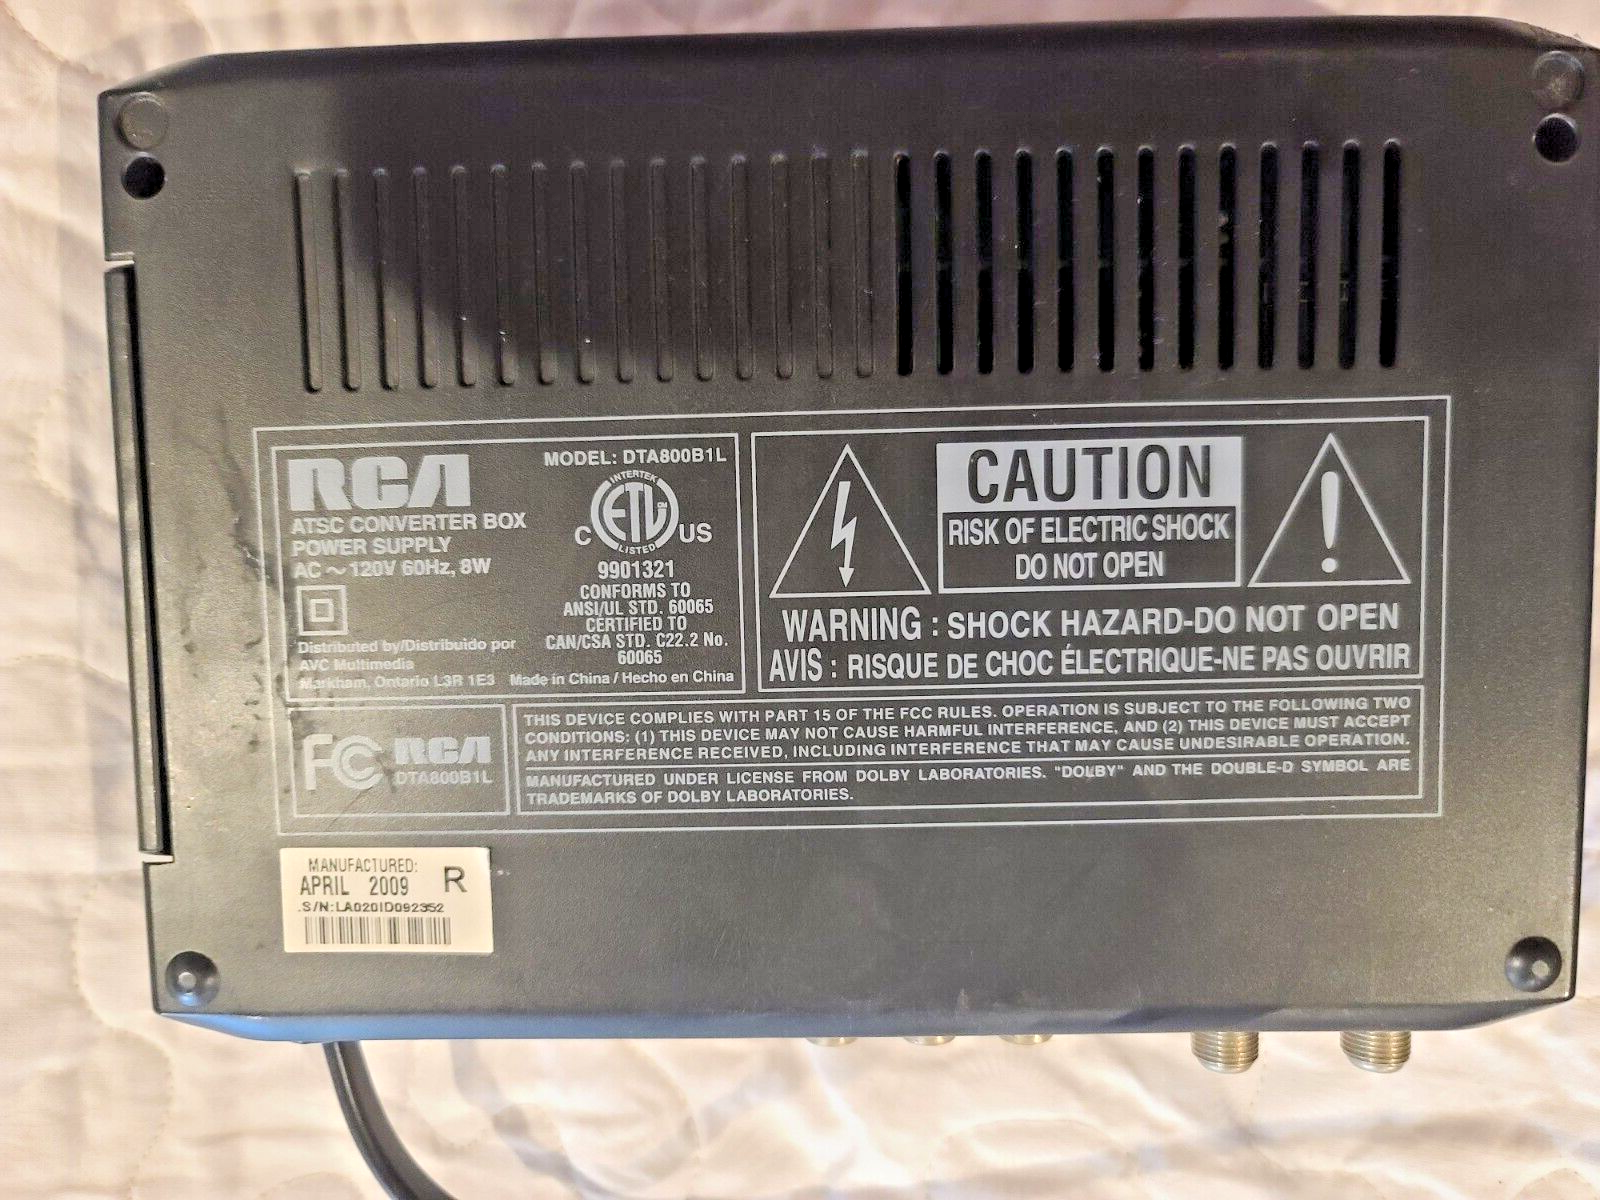 RCA
ATSC CONVERTER BOX
POWER SUPPLY
AC ~ 120V 60Hz, 8W
Distributed by/Distribuido por
AVC Multimedia
Markham, Ontario L3R 1E3
MODEL: DTA800B1L
INTERTEK
C ETL US
CM
LISTED
9901321
CONFORMS TO
ANSI/UL STD. 60065
CERTIFIED TO
CAN/CSA STD. C22.2 No.
60065
Made in China / Hecho en China
CAUTION
RISK OF ELECTRIC SHOCK
DO NOT OPEN
!
WARNING : SHOCK HAZARD-DO NOT OPEN
AVIS : RISQUE DE CHOC ÉLECTRIQUE-NE PAS OUVRIR
FC RCA
DTA800B1L
THIS DEVICE COMPLIES WITH PART 15 OF THE FCC RULES. OPERATION IS SUBJECT TO THE FOLLOWING TWO
CONDITIONS: (1) THIS DEVICE MAY NOT CAUSE HARMFUL INTERFERENCE, AND (2) THIS DEVICE MUST ACCEPT
ANY INTERFERENCE RECEIVED, INCLUDING INTERFERENCE THAT MAY CAUSE UNDESIRABLE OPERATION.
MANUFACTURED UNDER LICENSE FROM DOLBY LABORATORIES. "DOLBY" AND THE DOUBLE-D SYMBOL ARE
TRADEMARKS OF DOLBY LABORATORIES.
MANUFACTURED:
APRIL 2009 R
S/N:LA020ID092352